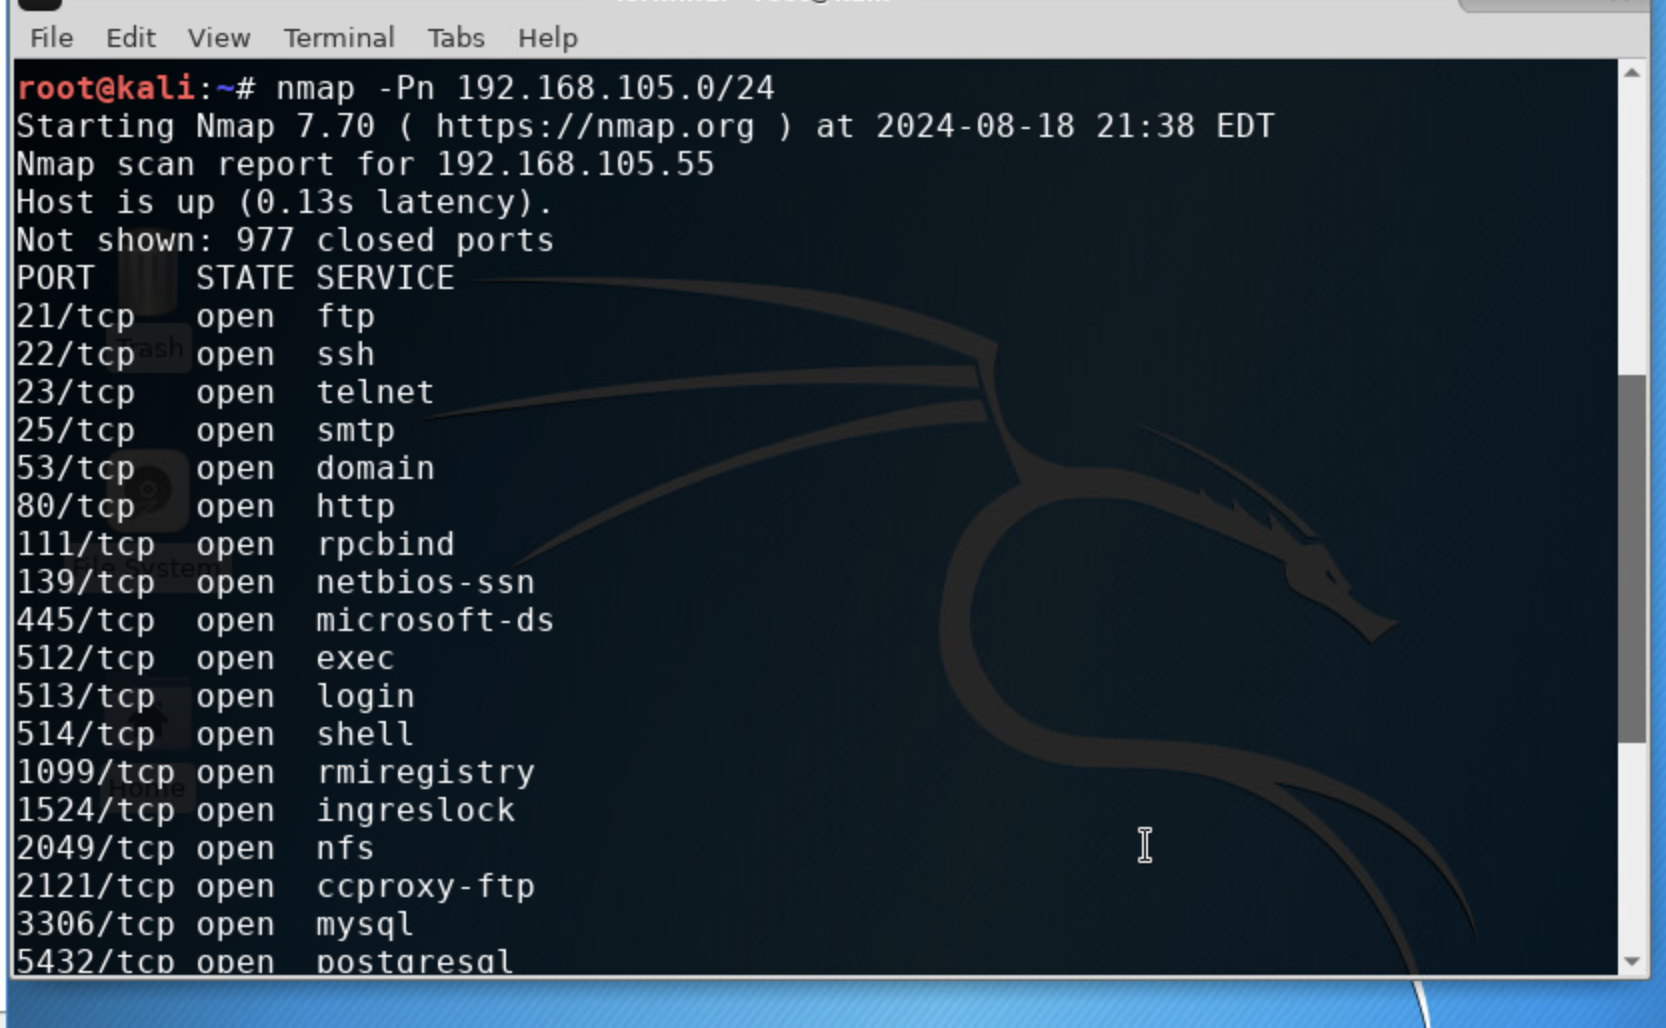 File Edit View Terminal Tabs Help
root@kali:~# nmap -Pn 192.168.105.0/24
Starting Nmap 7.70 ( https://nmap.org ) at 2024-08-18 21:38 EDT
Nmap scan report for 192.168.105.55
Host is up (0.13s latency).
Not shown: 977 closed ports
PORT     STATE SERVICE
21/tcp   open  ftp
22/tcp   open  ssh
23/tcp   open  telnet
25/tcp   open  smtp
53/tcp   open  domain
80/tcp   open  http
111/tcp  open  rpcbind
139/tcp  open  netbios-ssn
445/tcp  open  microsoft-ds
512/tcp  open  exec
513/tcp  open  login
514/tcp  open  shell
1099/tcp open  rmiregistry
1524/tcp open  ingreslock
2049/tcp open  nfs
2121/tcp open  ccproxy-ftp
3306/tcp open  mysql
5432/tcp open  postgresql
Trash
File System
Home